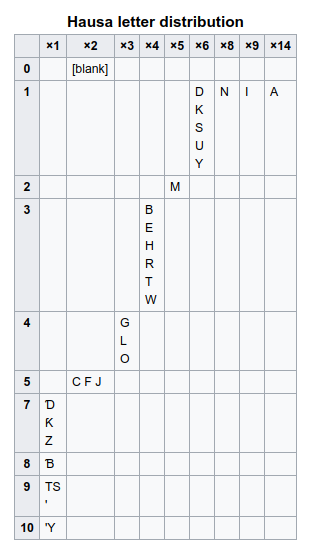 Hausa letter distribution
×1 ×2 ×3 ×4 ×5 ×6 ×8 ×9 ×14
0 [blank]
1 D N I A
K
S
U
Y
2 M
3 B
E
H
R
T
W
4 G
L
O
5 C F J
7 Ɗ
Ƙ
Z
8 Ɓ
9 TS
'
10 'Y